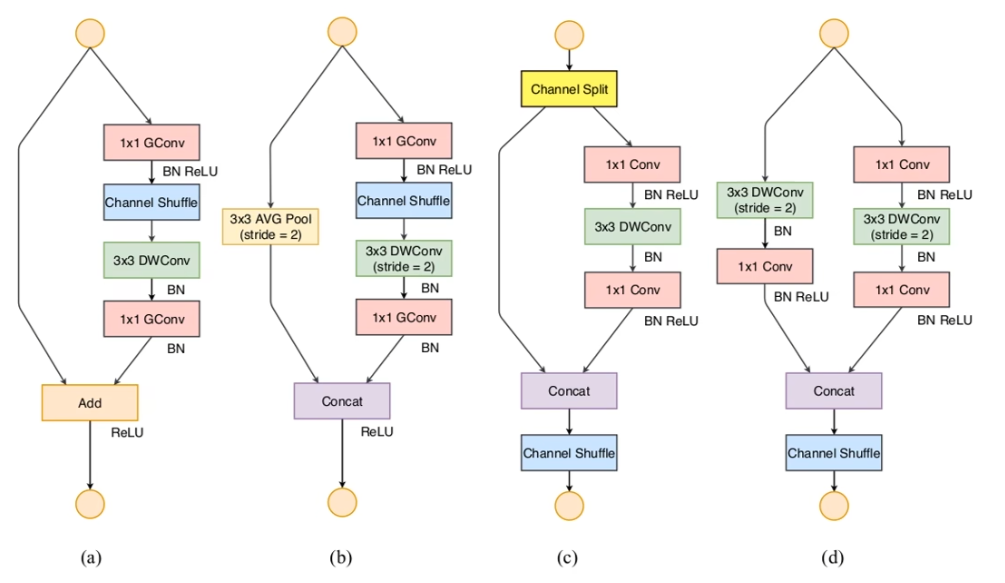 1x1 GConv
BN ReLU
Channel Shuffle
3x3 DWConv
BN
1x1 GConv
BN
Add
ReLU
(a)
1x1 GConv
BN ReLU
Channel Shuffle
3x3 AVG Pool
(stride = 2)
3x3 DWConv
(stride = 2)
BN
1x1 GConv
BN
Concat
ReLU
(b)
Channel Split
1x1 Conv
BN ReLU
3x3 DWConv
BN
1x1 Conv
BN ReLU
Concat
Channel Shuffle
(c)
3x3 DWConv
(stride = 2)
BN
1x1 Conv
BN ReLU
1x1 Conv
BN ReLU
3x3 DWConv
(stride = 2)
BN
1x1 Conv
BN ReLU
Concat
Channel Shuffle
(d)